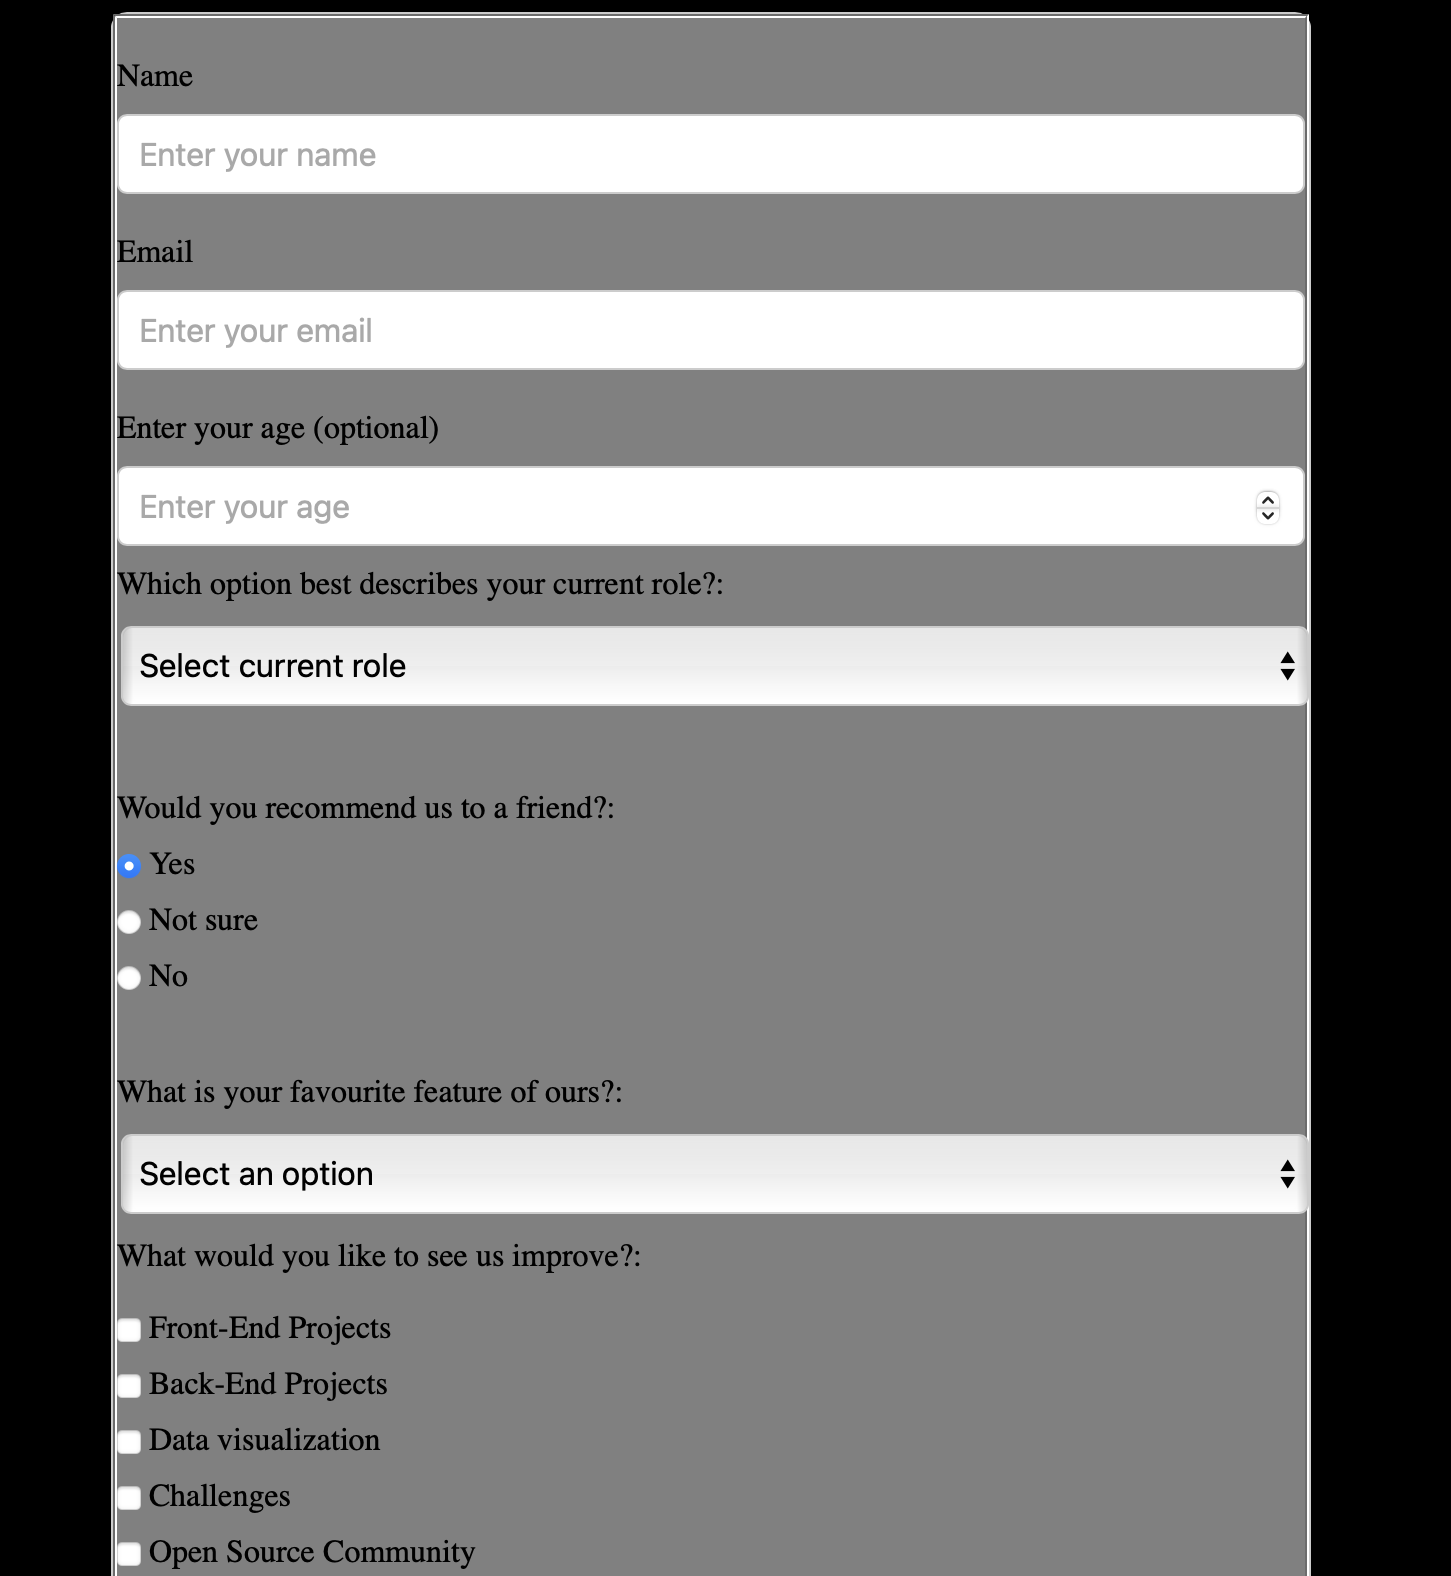 Name
Enter your name
Email
Enter your email
Enter your age (optional)
Enter your age
Which option best describes your current role?:
Select current role
Would you recommend us to a friend?:
Yes
Not sure
No
What is your favourite feature of ours?:
Select an option
What would you like to see us improve?:
Front-End Projects
Back-End Projects
Data visualization
Challenges
Open Source Community